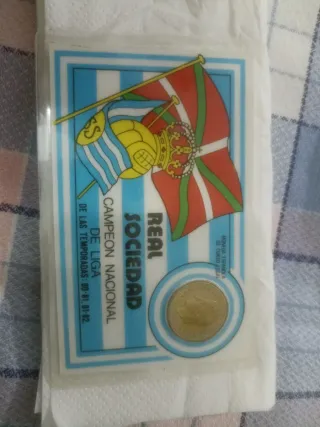 REAL
SOCIEDAD
CAMPEON NACIONAL
DE LIGA
DE LAS TEMPORADAS: 80-81, 81-82.